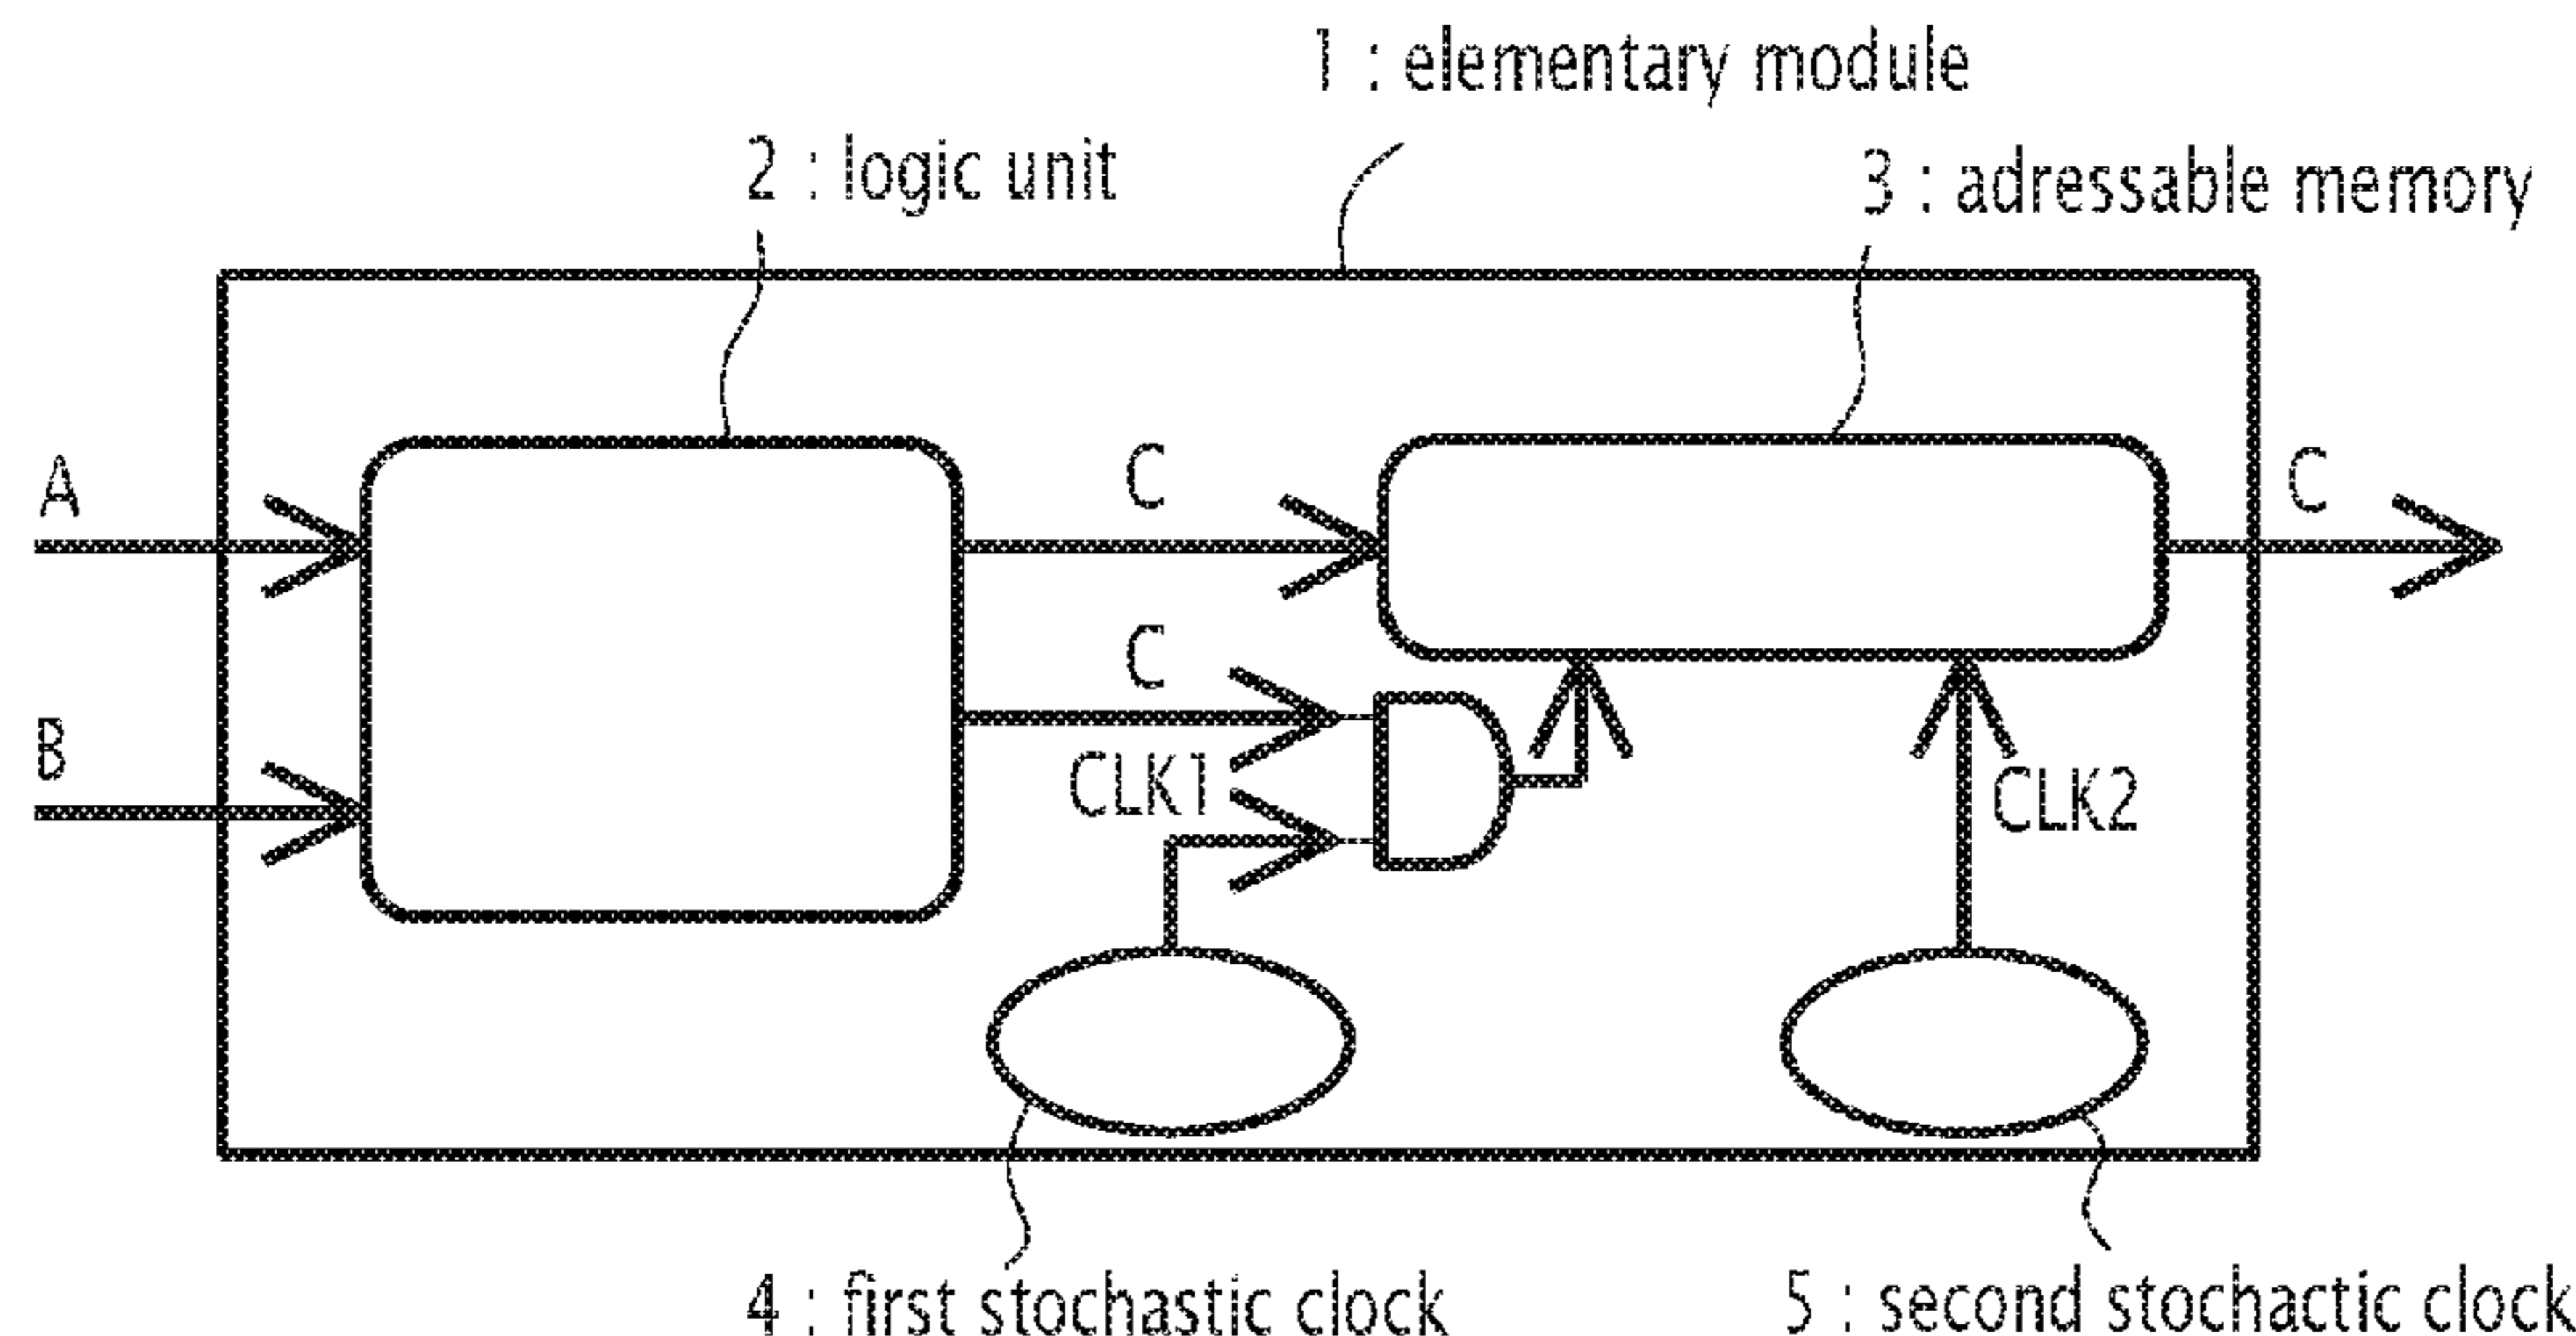 1 : elementary module
2 : logic unit
3 : adressable memory
A
C
C
C
B
CLK1
CLK2
4 : first stochastic clock
5 : second stochactic clock